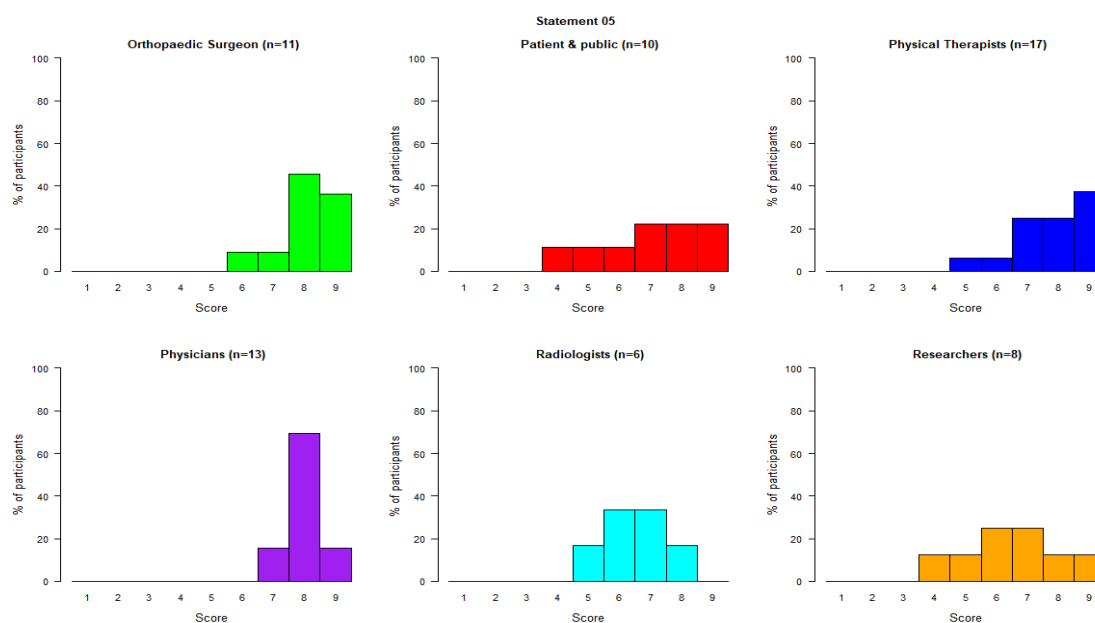 Statement 05
Orthopaedic Surgeon (n=11)
Patient & public (n=10)
Physical Therapists (n=17)
% of participants
100
80
60
40
20
0
1 2 3 4 5 6 7 8 9
Score
% of participants
100
80
60
40
20
0
1 2 3 4 5 6 7 8 9
Score
% of participants
100
80
60
40
20
0
1 2 3 4 5 6 7 8 9
Score
Physicians (n=13)
Radiologists (n=6)
Researchers (n=8)
% of participants
100
80
60
40
20
0
1 2 3 4 5 6 7 8 9
Score
% of participants
100
80
60
40
20
0
1 2 3 4 5 6 7 8 9
Score
% of participants
100
80
60
40
20
0
1 2 3 4 5 6 7 8 9
Score